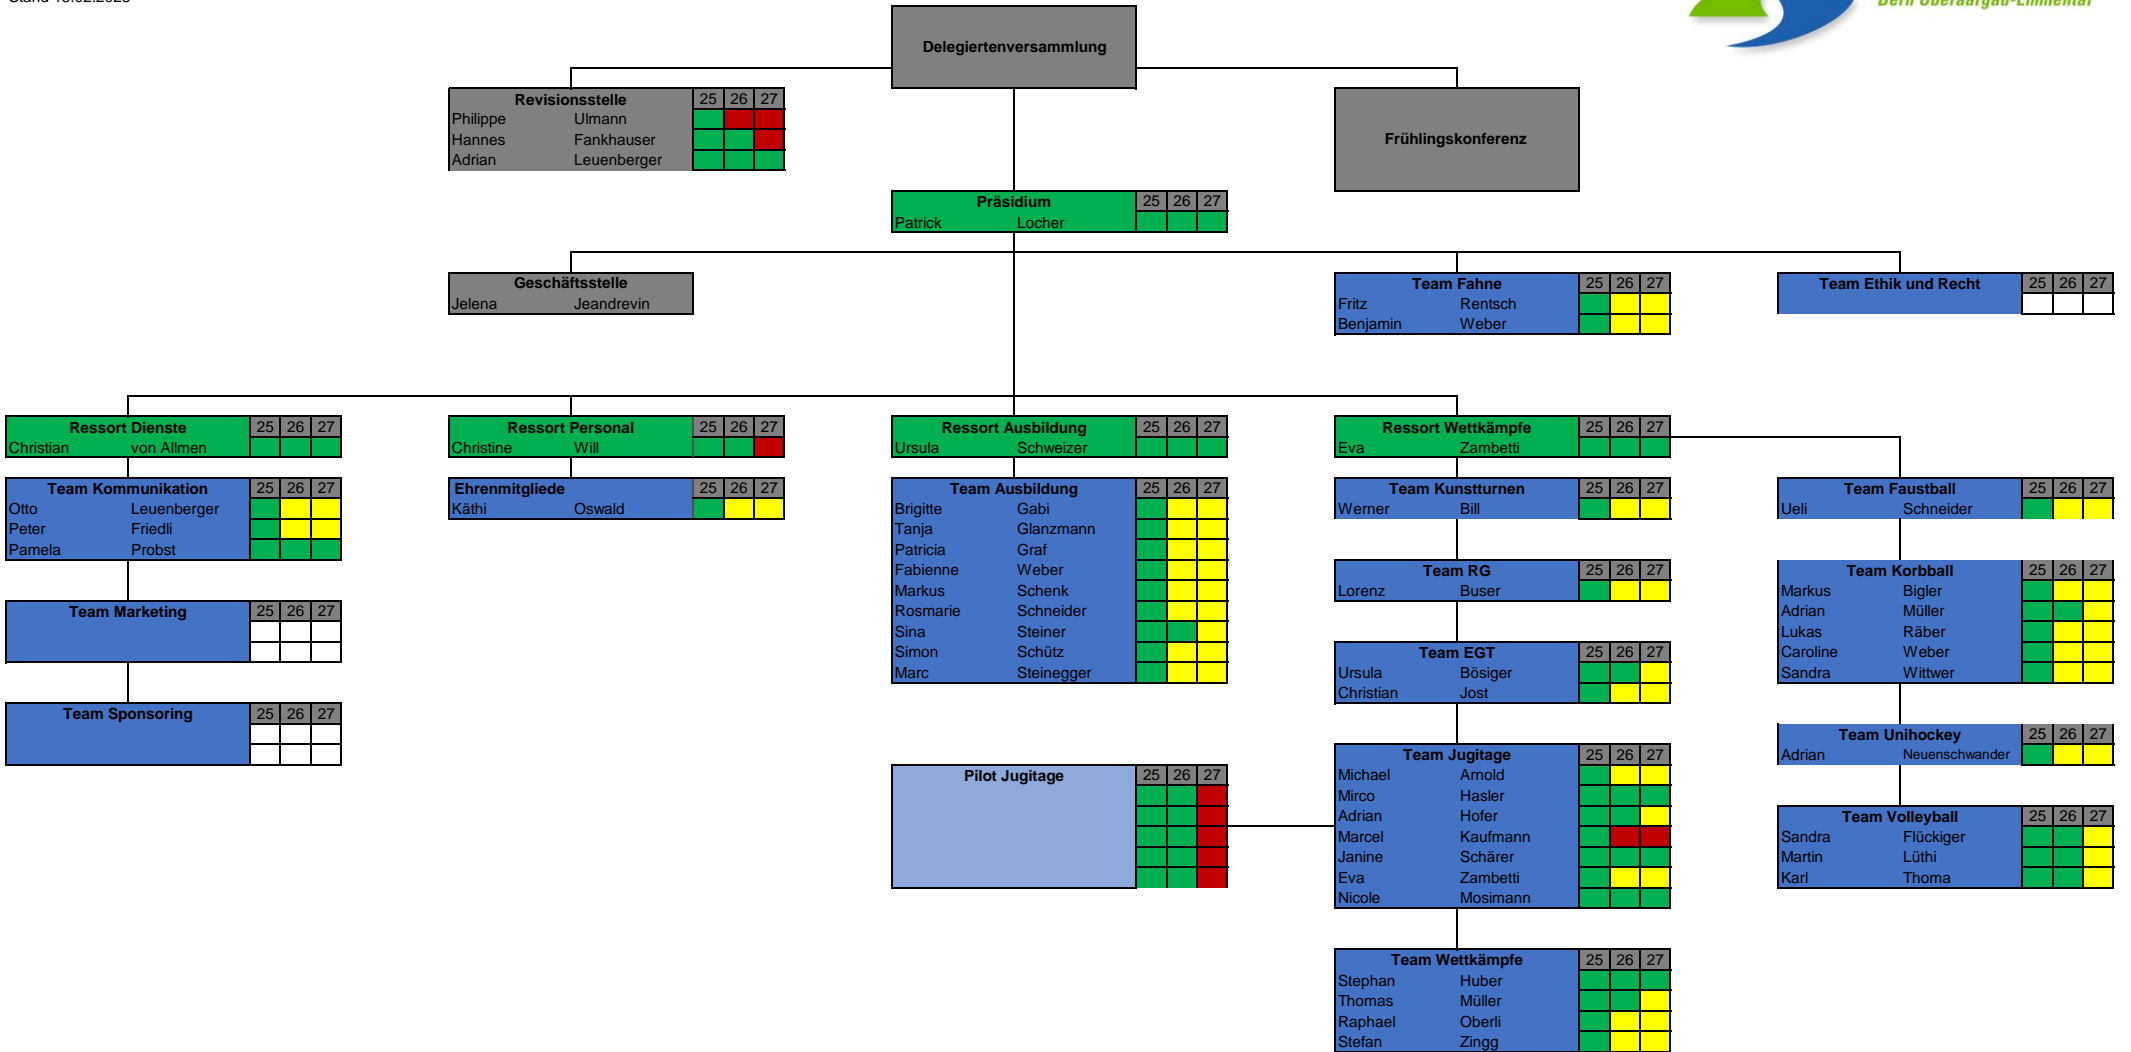 Delegiertenversammlung
Revisionsstelle 25 26 27
Philippe Ulmann
Hannes Fankhauser
Adrian Leuenberger
Frühlingskonferenz
Präsidium 25 26 27
Patrick Locher
Geschäftsstelle
Jelena Jeandrevin
Team Fahne 25 26 27
Fritz Rentsch
Benjamin Weber
Team Ethik und Recht 25 26 27
Ressort Dienste 25 26 27
Christian von Allmen
Ressort Personal 25 26 27
Christine Will
Ressort Ausbildung 25 26 27
Ursula Schweizer
Ressort Wettkämpfe 25 26 27
Eva Zambetti
Team Kommunikation 25 26 27
Otto Leuenberger
Peter Friedli
Pamela Probst
Ehrenmitgliede 25 26 27
Käthi Oswald
Team Ausbildung 25 26 27
Brigitte Gabi
Tanja Glanzmann
Patricia Graf
Fabienne Weber
Markus Schenk
Rosmarie Schneider
Sina Steiner
Simon Schütz
Marc Steinegger
Team Kunstturnen 25 26 27
Werner Bill
Team Faustball 25 26 27
Ueli Schneider
Team RG 25 26 27
Lorenz Buser
Team Korbball 25 26 27
Markus Bigler
Adrian Müller
Lukas Räber
Caroline Weber
Sandra Wittwer
Team Marketing 25 26 27
Team EGT 25 26 27
Ursula Bösiger
Christian Jost
Team Sponsoring 25 26 27
Team Unihockey 25 26 27
Adrian Neuenschwander
Team Jugitage 25 26 27
Michael Arnold
Mirco Hasler
Adrian Hofer
Marcel Kaufmann
Janine Schärer
Eva Zambetti
Nicole Mosimann
Pilot Jugitage 25 26 27
Team Volleyball 25 26 27
Sandra Flückiger
Martin Lüthi
Karl Thoma
Team Wettkämpfe 25 26 27
Stephan Huber
Thomas Müller
Raphael Oberli
Stefan Zingg